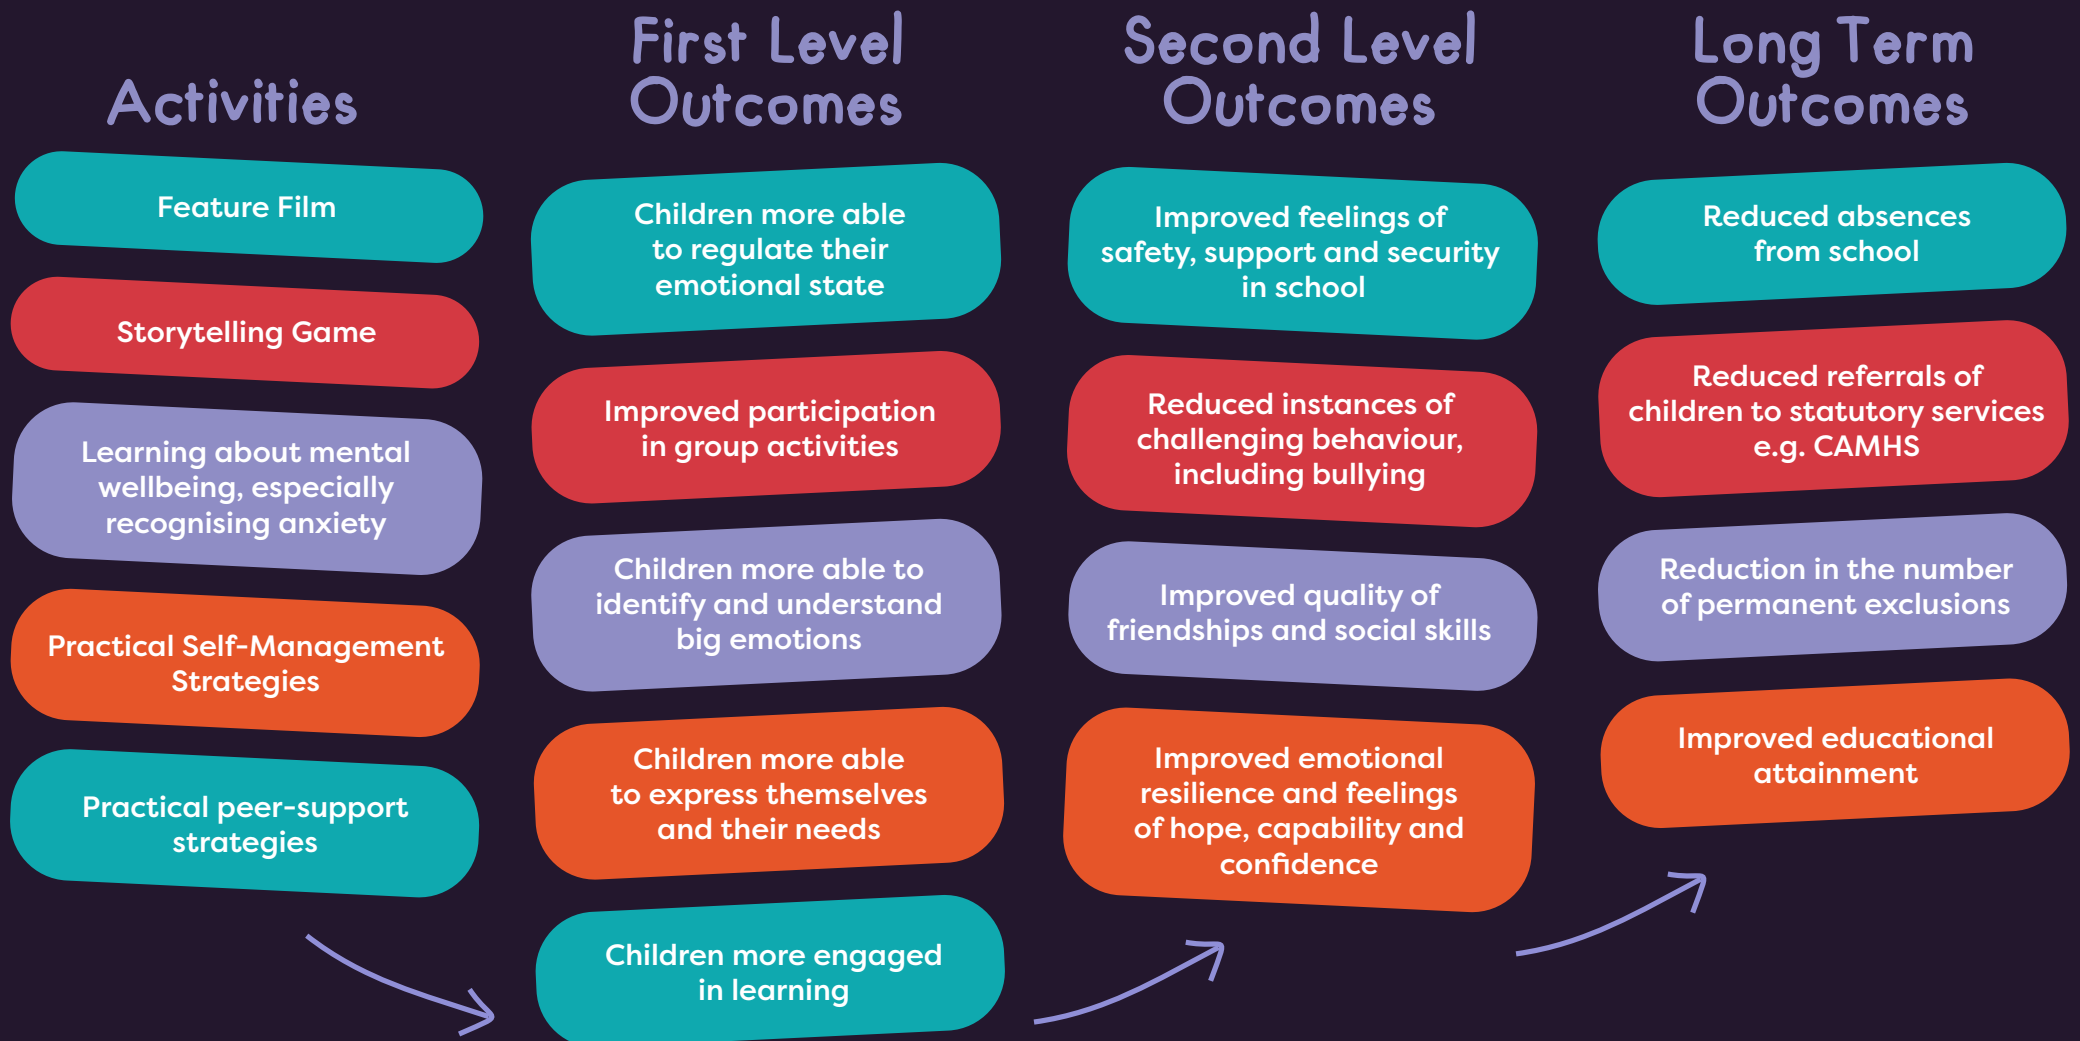 Activities
Feature Film
Storytelling Game
Learning about mental
wellbeing, especially
recognising anxiety
Practical Self-Management
Strategies
Practical peer-support
strategies
First Level
Outcomes
Children more able
to regulate their
emotional state
Improved participation
in group activities
Children more able to
identify and understand
big emotions
Children more able
to express themselves
and their needs
Children more engaged
in learning
Second Level
Outcomes
Improved feelings of
safety, support and security
in school
Reduced instances of
challenging behaviour,
including bullying
Improved quality of
friendships and social skills
Improved emotional
resilience and feelings
of hope, capability and
confidence
Long Term
Outcomes
Reduced absences
from school
Reduced referrals of
children to statutory services
e.g. CAMHS
Reduction in the number
of permanent exclusions
Improved educational
attainment